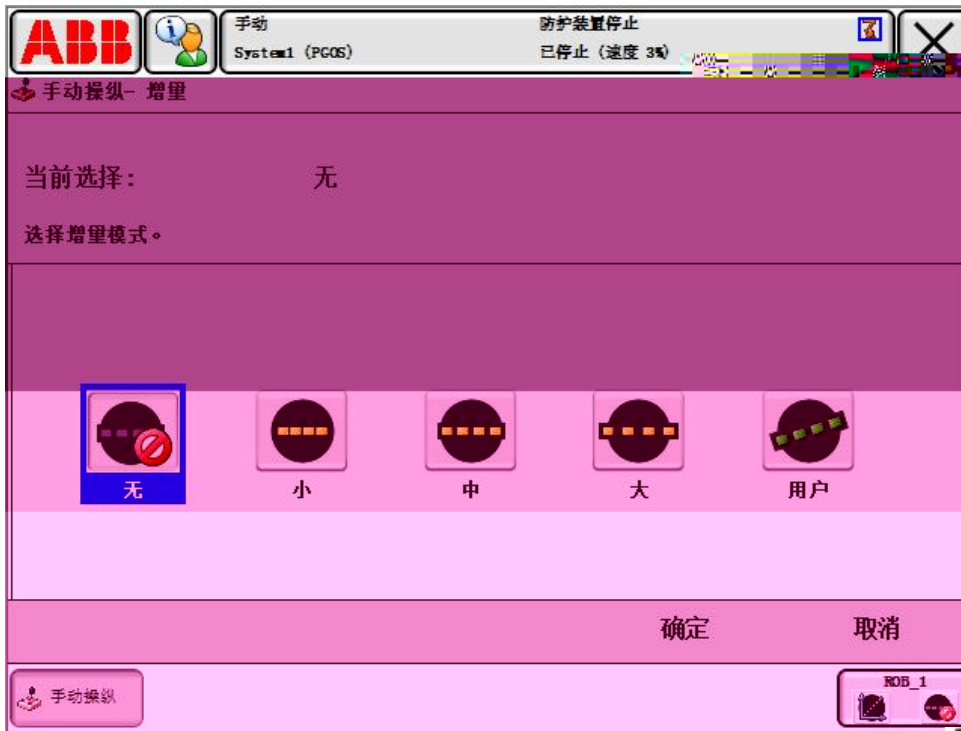 ABB
手动
防护装置停止
System1 (PGOS)
已停止 (速度 3%)
手动操纵- 增量
当前选择:
无
选择增量模式。
无
小
中
大
用户
确定
取消
手动操纵
ROB_1